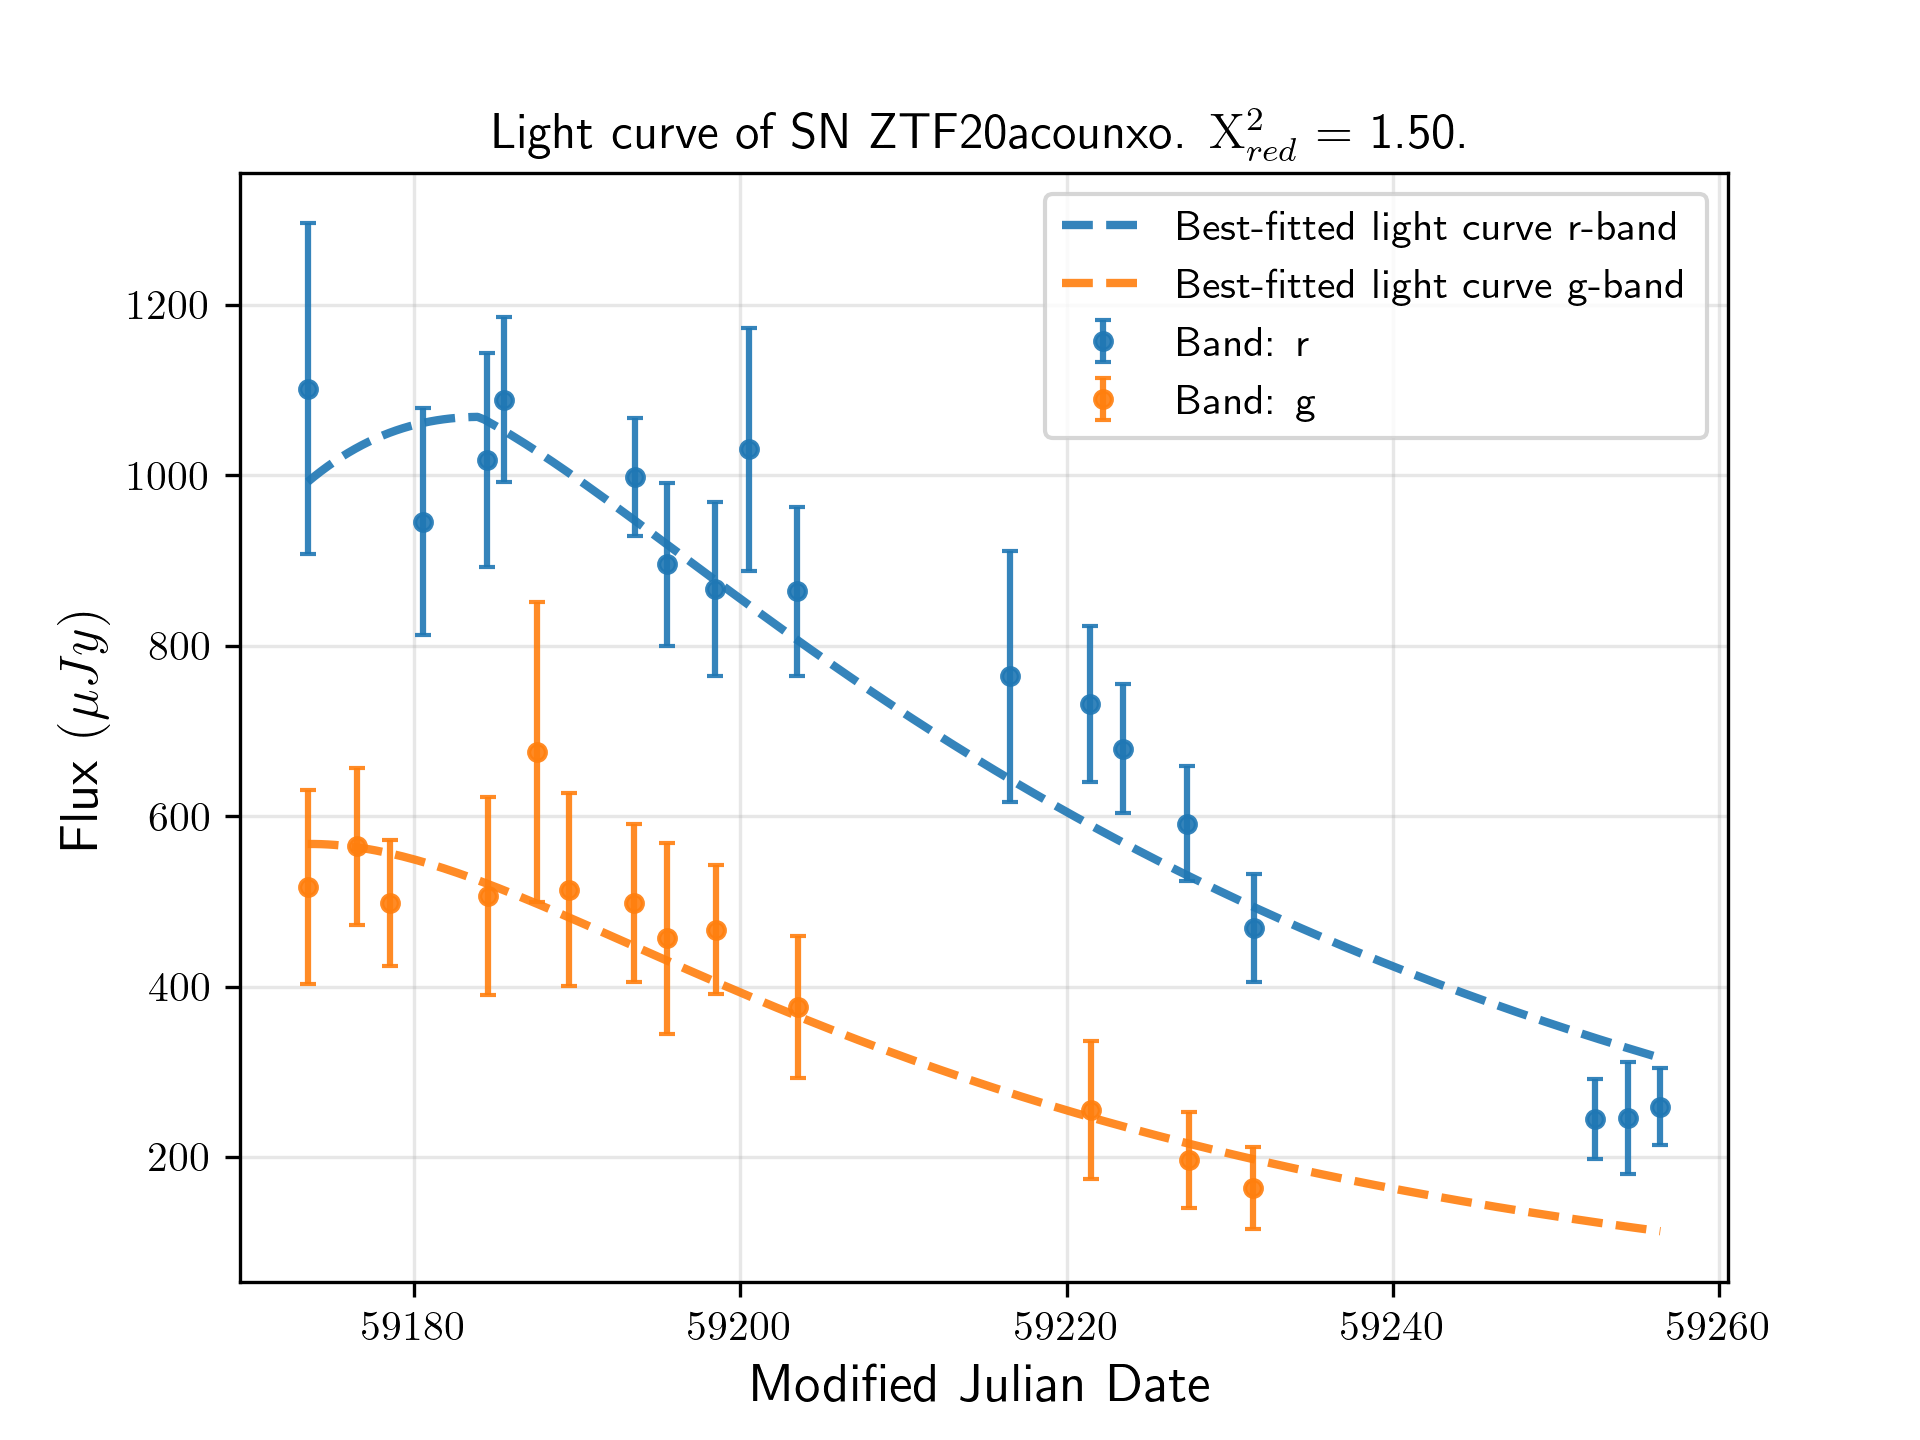 Light curve of SN ZTF20acounxo. X²_red = 1.50.
Best-fitted light curve r-band
Best-fitted light curve g-band
Band: r
Band: g
Flux (μJy)
1200
1000
800
600
400
200
59180 59200 59220 59240 59260
Modified Julian Date